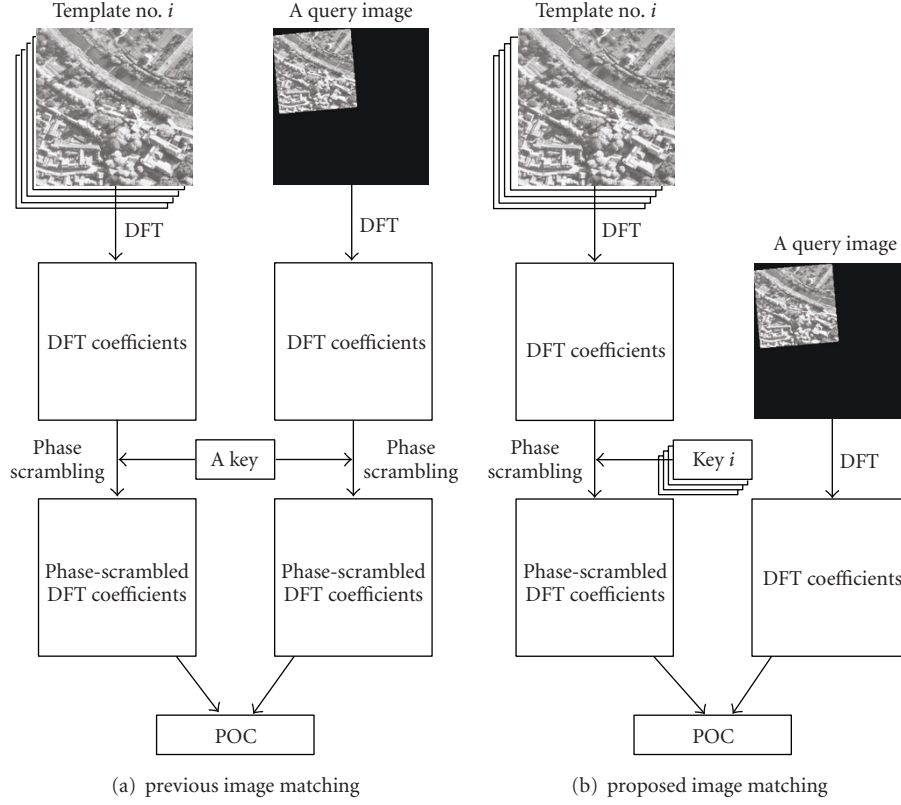 Template no. i
A query image
DFT
DFT
DFT coefficients
DFT coefficients
Phase
scrambling
A key
Phase
scrambling
Phase-scrambled
DFT coefficients
Phase-scrambled
DFT coefficients
POC
(a) previous image matching
Template no. i
DFT
A query image
DFT coefficients
Phase
scrambling
Key i
DFT
Phase-scrambled
DFT coefficients
DFT coefficients
POC
(b) proposed image matching